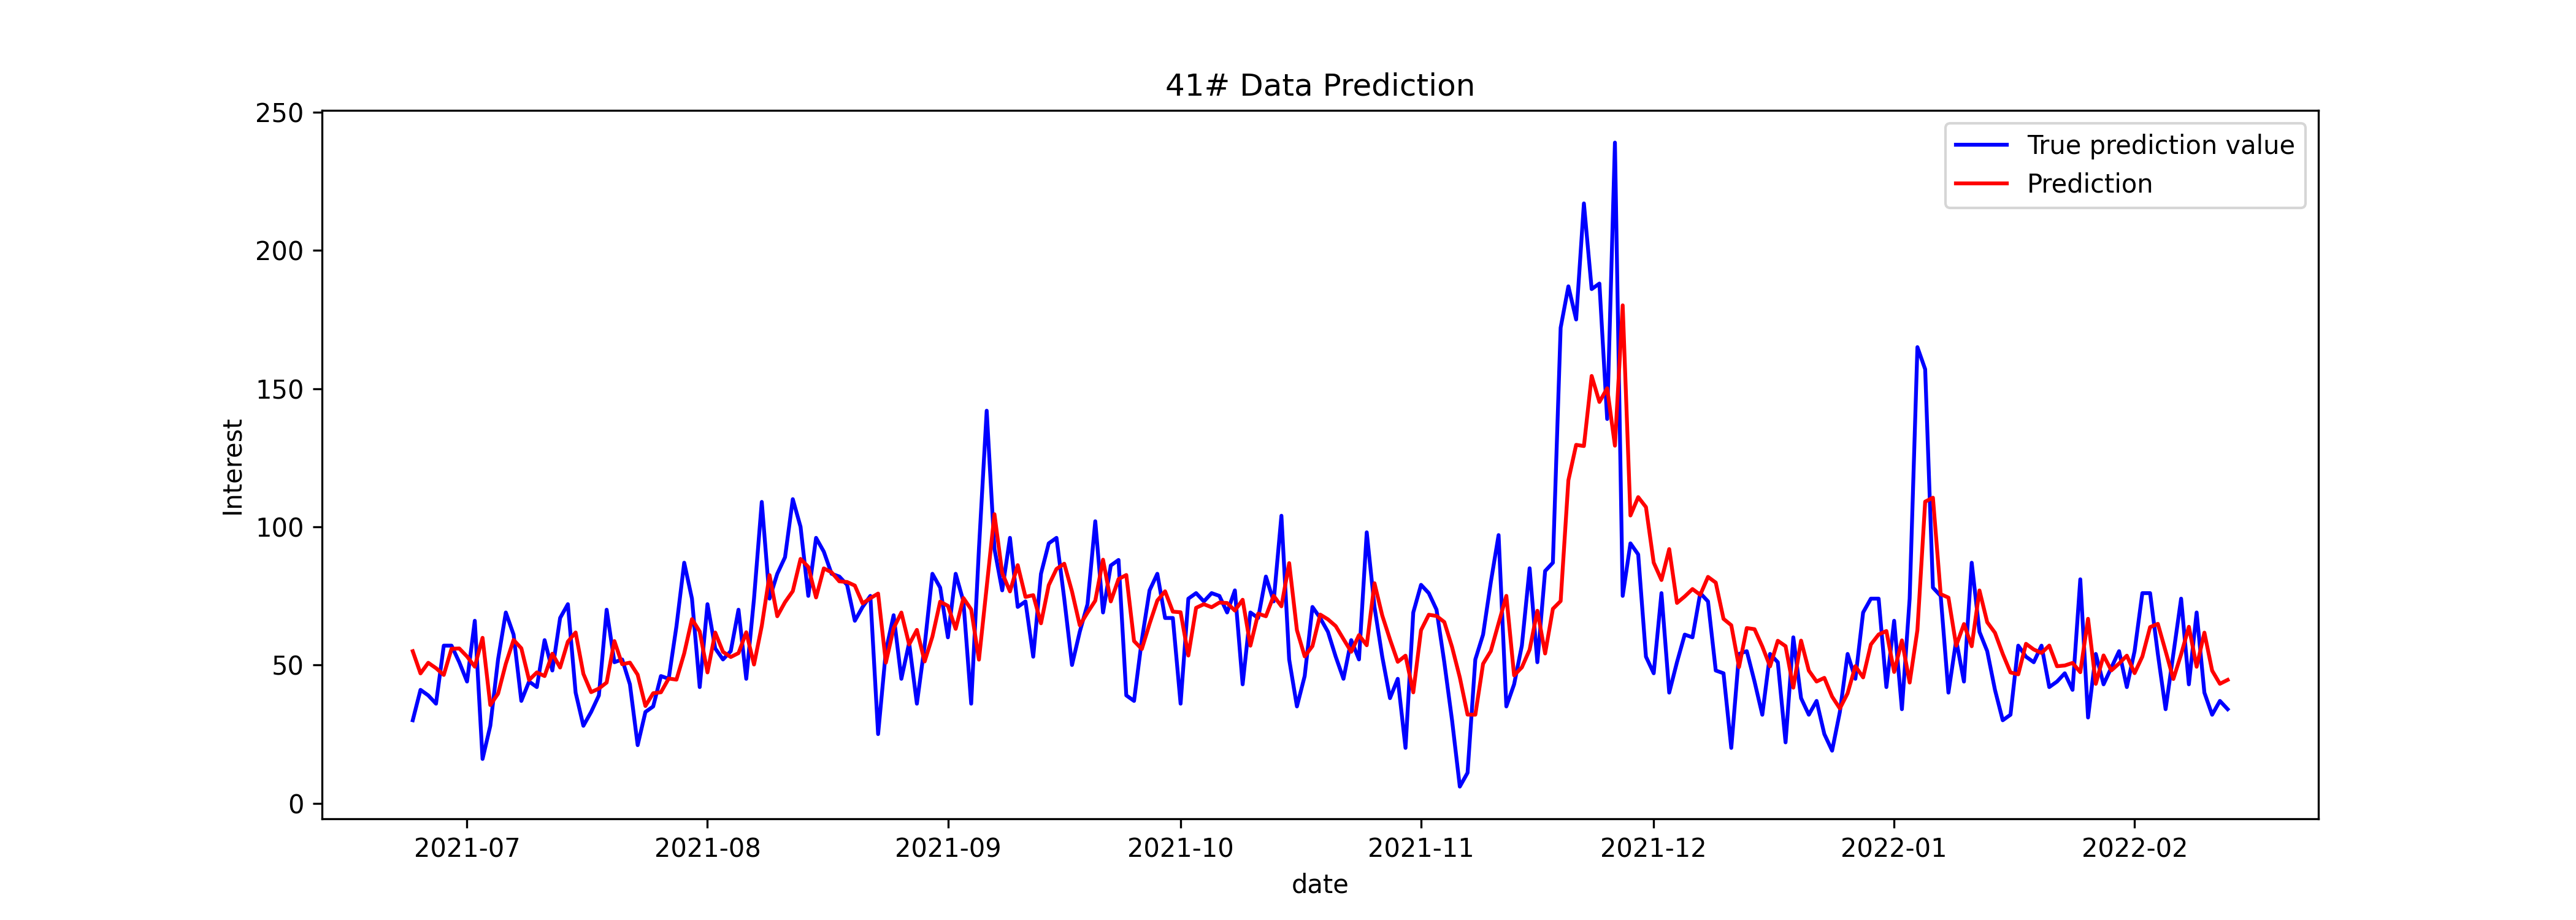 41# Data Prediction
250
200
150
100
50
0
Interest
True prediction value
Prediction
2021-07 2021-08 2021-09 2021-10 2021-11 2021-12 2022-01 2022-02
date